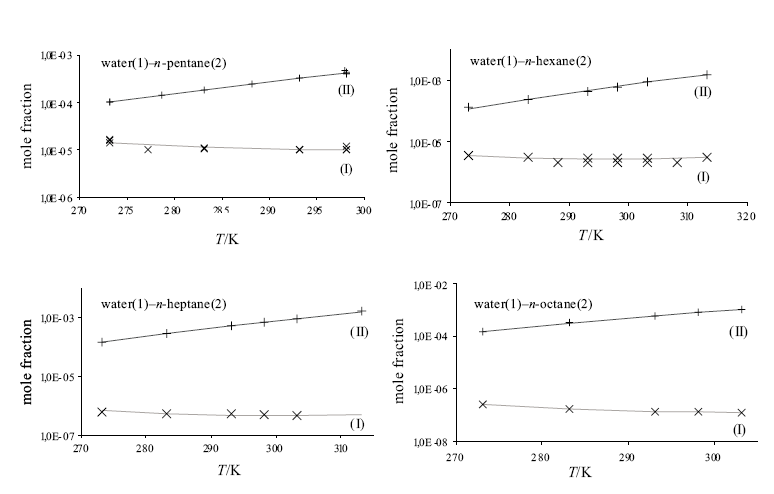 1,0E-03
water(1)–n-pentane(2)
(II)
1,0E-04
mole fraction
1,0E-05
(I)
1,0E-06
270 275 280 285 290 295 300
T/K
water(1)–n-hexane(2)
1,0E-03
(II)
mole fraction
1,0E-05
(I)
1,0E-07
270 280 290 300 310 320
T/K
water(1)–n-heptane(2)
1,0E-03
(II)
mole fraction
1,0E-05
(I)
1,0E-07
270 280 290 300 310
T/K
1,0E-02
water(1)–n-octane(2)
(II)
1,0E-04
mole fraction
1,0E-06
(I)
1,0E-08
270 280 290 300
T/K